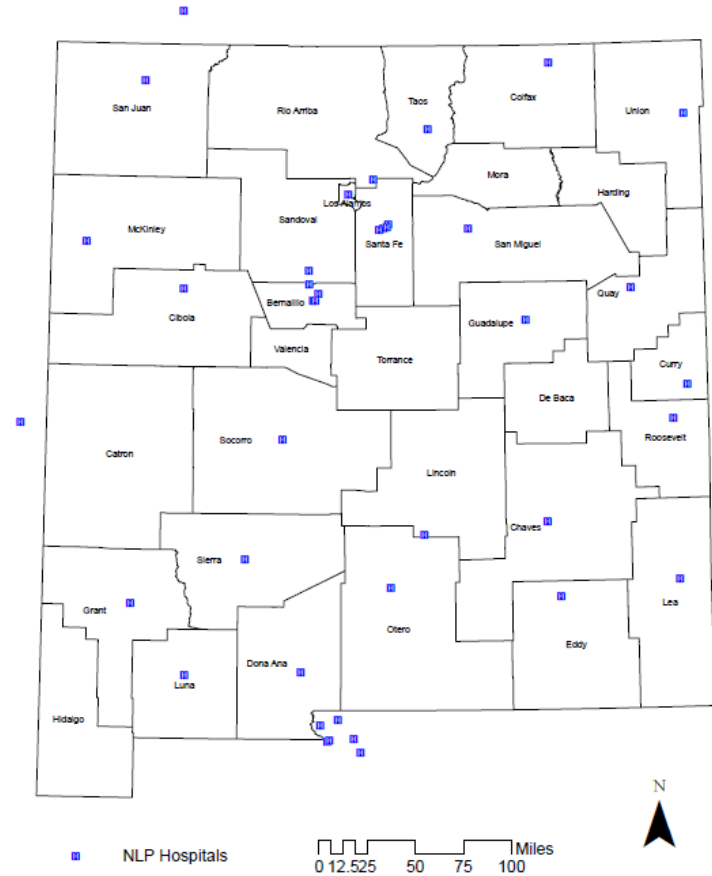 San Juan
Rio Arriba
Taos
Colfax
Union
Mora
Harding
Los Alamos
Sandoval
McKinley
Santa Fe
San Miguel
Bernalillo
Quay
Cibola
Guadalupe
Valencia
Torrance
Curry
De Baca
Socorro
Roosevelt
Catron
Lincoln
Chaves
Sierra
Grant
Lea
Otero
Eddy
Dona Ana
Luna
Hidalgo
N
H NLP Hospitals
Miles
0 12.525 50 75 100